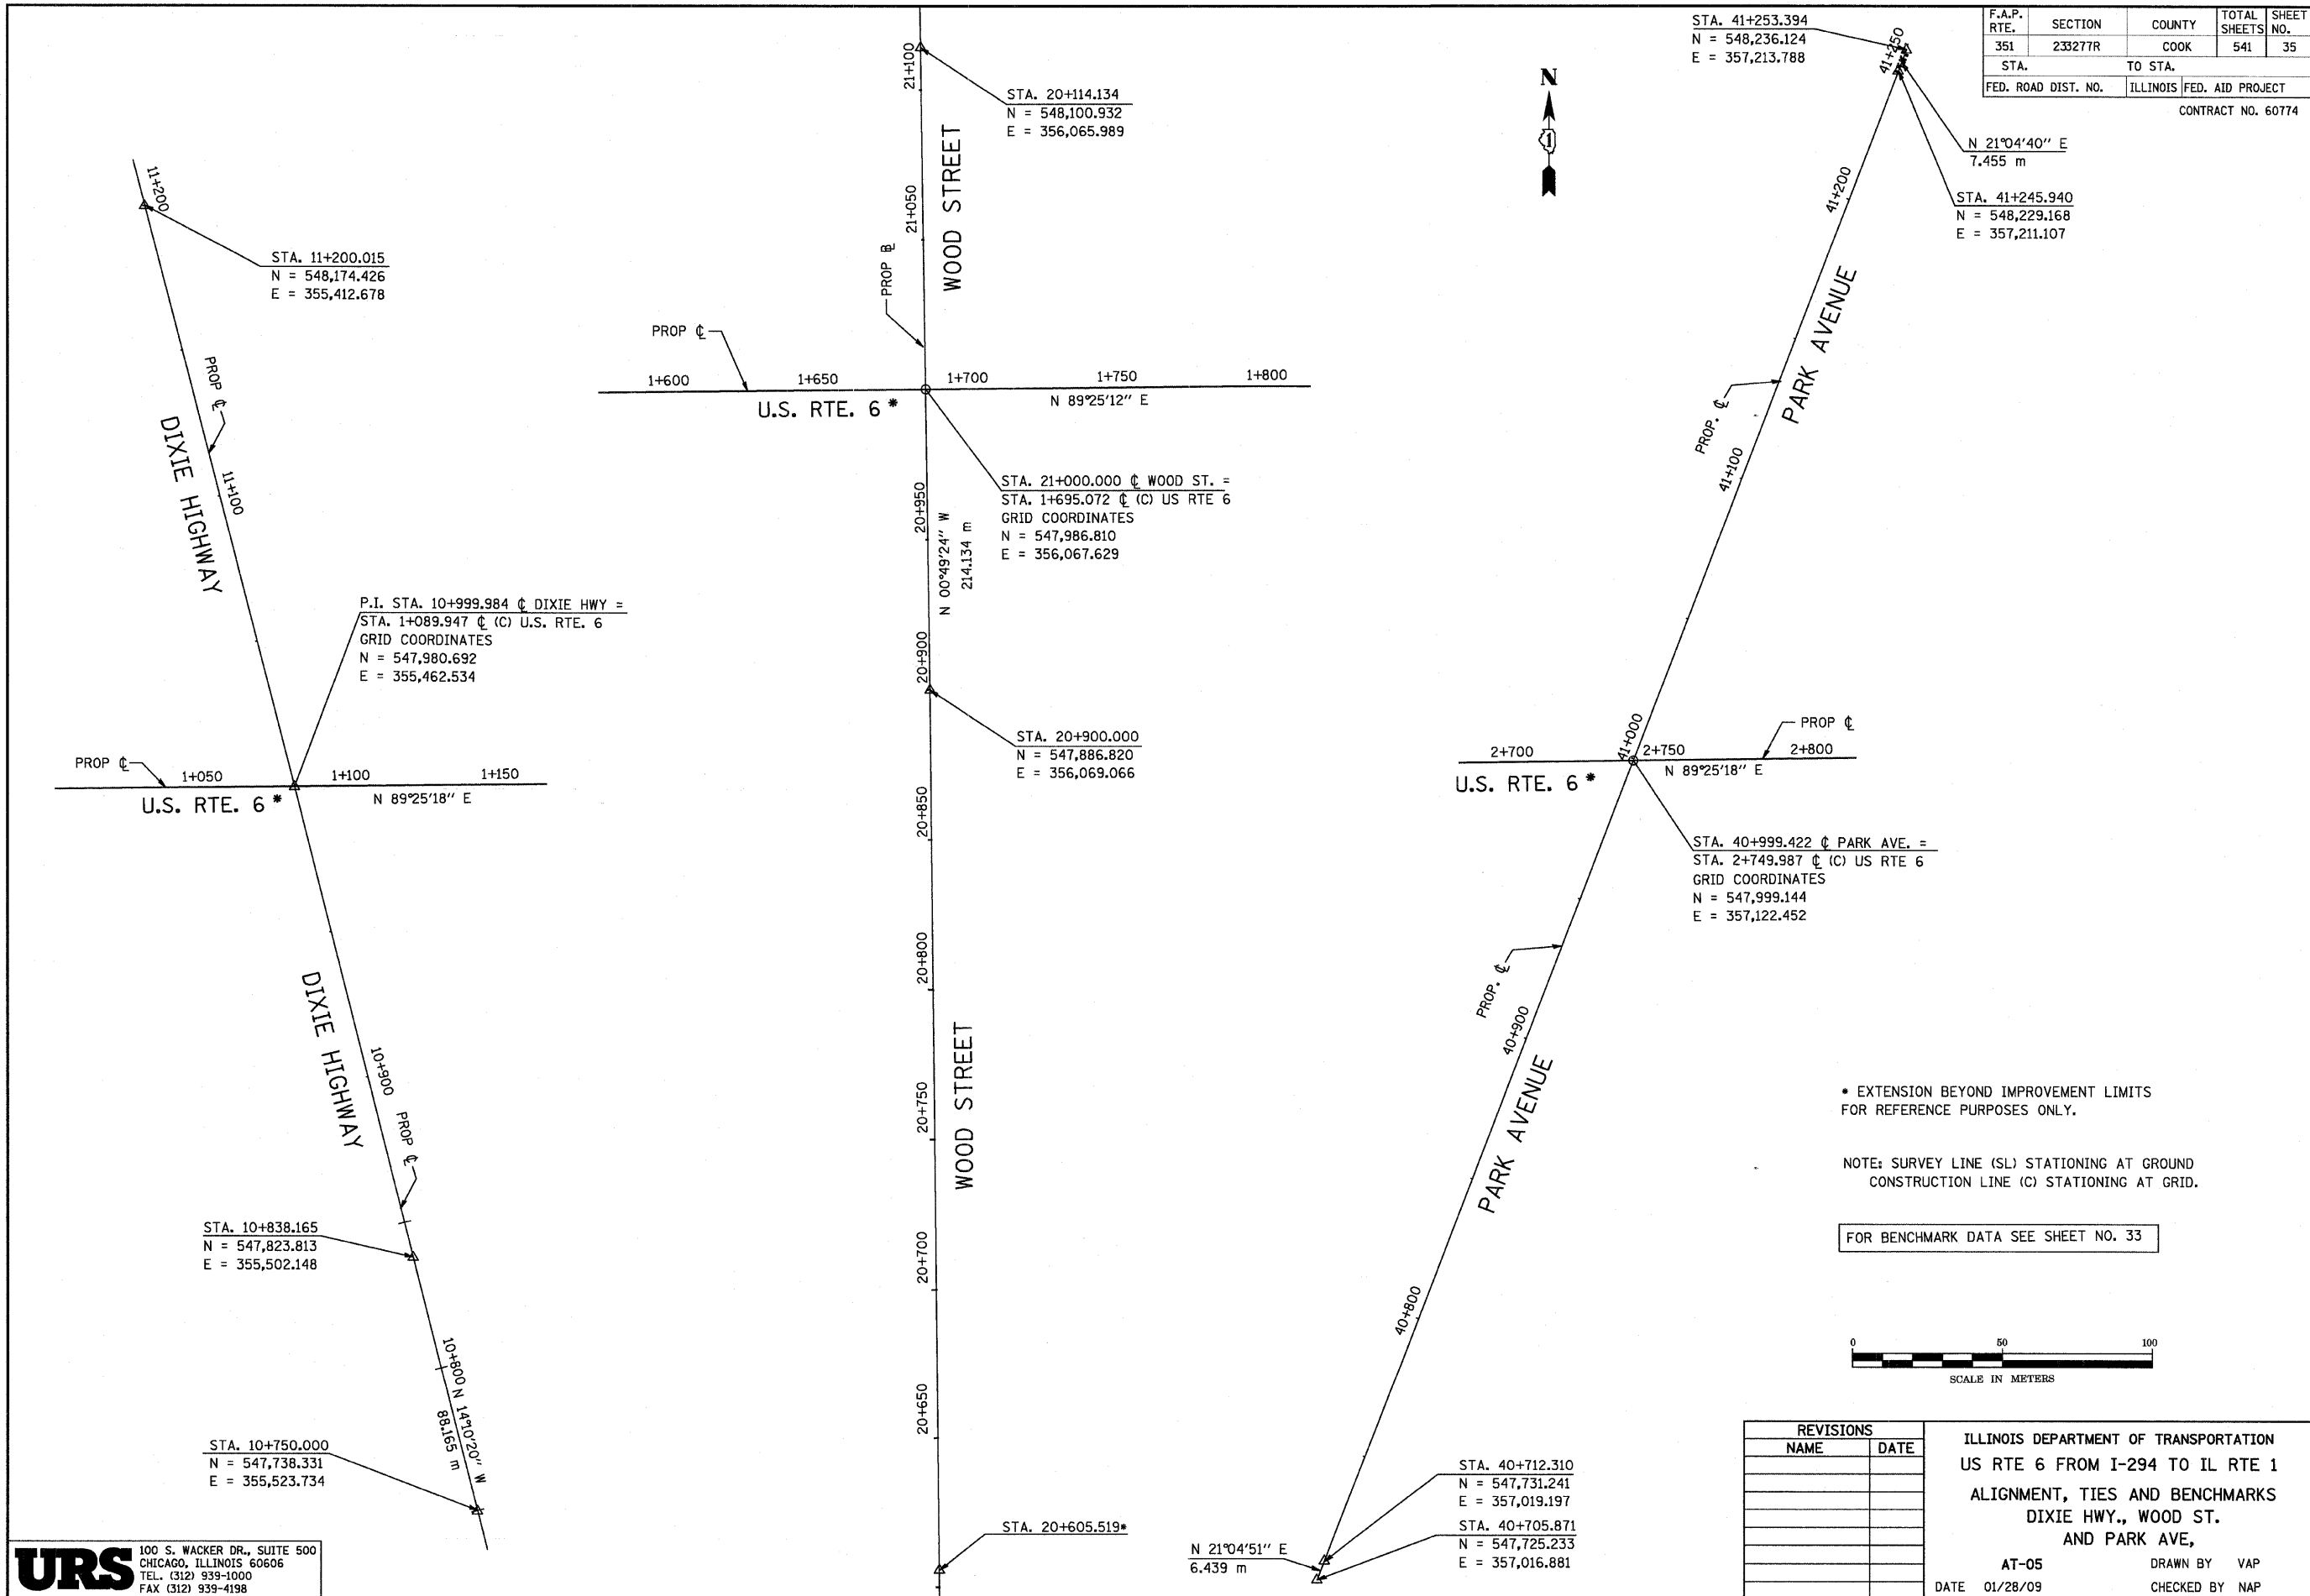 F.A.P. RTE. SECTION COUNTY TOTAL SHEETS SHEET NO.
351 233277R COOK 541 35
STA. TO STA.
FED. ROAD DIST. NO. ILLINOIS FED. AID PROJECT
CONTRACT NO. 60774
11+200
STA. 11+200.015
N = 548,174.426
E = 355,412.678
PROP ℄
DIXIE HIGHWAY
11+100
P.I. STA. 10+999.984 ℄ DIXIE HWY =
STA. 1+089.947 ℄ (C) U.S. RTE. 6
GRID COORDINATES
N = 547,980.692
E = 355,462.534
PROP ℄
1+050 1+100 1+150
U.S. RTE. 6 *
N 89°25'18" E
DIXIE HIGHWAY
10+900
PROP ℄
STA. 10+838.165
N = 547,823.813
E = 355,502.148
10+800
N 14°10'20" W
88.165 m
STA. 10+750.000
N = 547,738.331
E = 355,523.734
21+100
STA. 20+114.134
N = 548,100.932
E = 356,065.989
WOOD STREET
21+050
PROP B
PROP ℄
1+600 1+650 1+700 1+750 1+800
U.S. RTE. 6 *
N 89°25'12" E
STA. 21+000.000 ℄ WOOD ST. =
STA. 1+695.072 ℄ (C) US RTE 6
GRID COORDINATES
N = 547,986.810
E = 356,067.629
20+950
N 00°49'24" W
214.134 m
20+900
STA. 20+900.000
N = 547,886.820
E = 356,069.066
20+850
20+800
20+750
WOOD STREET
20+700
20+650
STA. 20+605.519*
N
1
STA. 41+253.394
N = 548,236.124
E = 357,213.788
41+250
N 21°04'40" E
7.455 m
STA. 41+245.940
N = 548,229.168
E = 357,211.107
41+200
PARK AVENUE
PROP. ℄
41+100
41+000
PROP ℄
2+700 2+750 2+800
U.S. RTE. 6 *
N 89°25'18" E
STA. 40+999.422 ℄ PARK AVE. =
STA. 2+749.987 ℄ (C) US RTE 6
GRID COORDINATES
N = 547,999.144
E = 357,122.452
PROP. ℄
40+900
PARK AVENUE
40+800
STA. 40+712.310
N = 547,731.241
E = 357,019.197
STA. 40+705.871
N = 547,725.233
E = 357,016.881
N 21°04'51" E
6.439 m
* EXTENSION BEYOND IMPROVEMENT LIMITS
FOR REFERENCE PURPOSES ONLY.
NOTE: SURVEY LINE (SL) STATIONING AT GROUND
CONSTRUCTION LINE (C) STATIONING AT GRID.
FOR BENCHMARK DATA SEE SHEET NO. 33
0 50 100
SCALE IN METERS
REVISIONS
NAME DATE
ILLINOIS DEPARTMENT OF TRANSPORTATION
US RTE 6 FROM I-294 TO IL RTE 1
ALIGNMENT, TIES AND BENCHMARKS
DIXIE HWY., WOOD ST.
AND PARK AVE,
AT-05 DRAWN BY VAP
DATE 01/28/09 CHECKED BY NAP
URS
100 S. WACKER DR., SUITE 500
CHICAGO, ILLINOIS 60606
TEL. (312) 939-1000
FAX (312) 939-4198